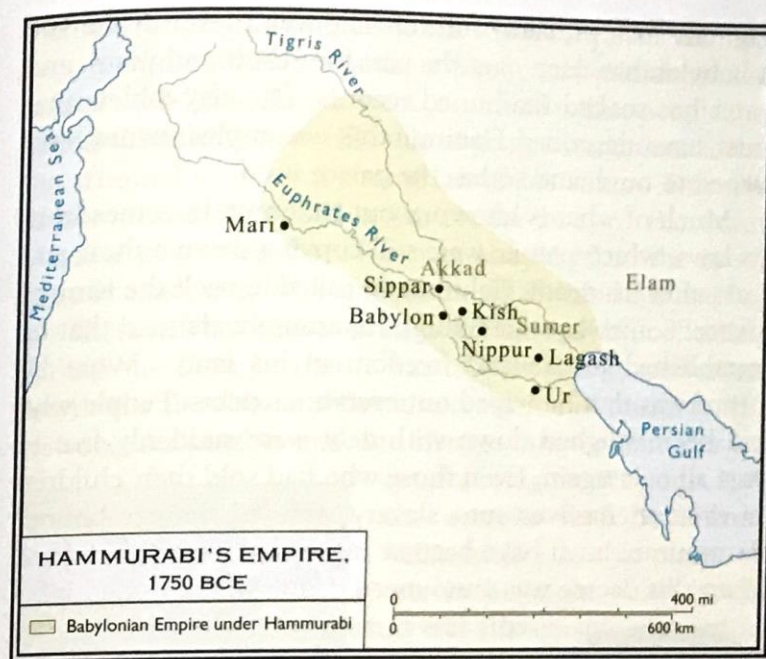 Tigris River
Mediterranean Sea
Euphrates River
Mari
Akkad
Sippar
Elam
Babylon
Kish
Sumer
Nippur
Lagash
Ur
Persian
Gulf
HAMMURABI'S EMPIRE,
1750 BCE
Babylonian Empire under Hammurabi
0 400 mi
0 600 km